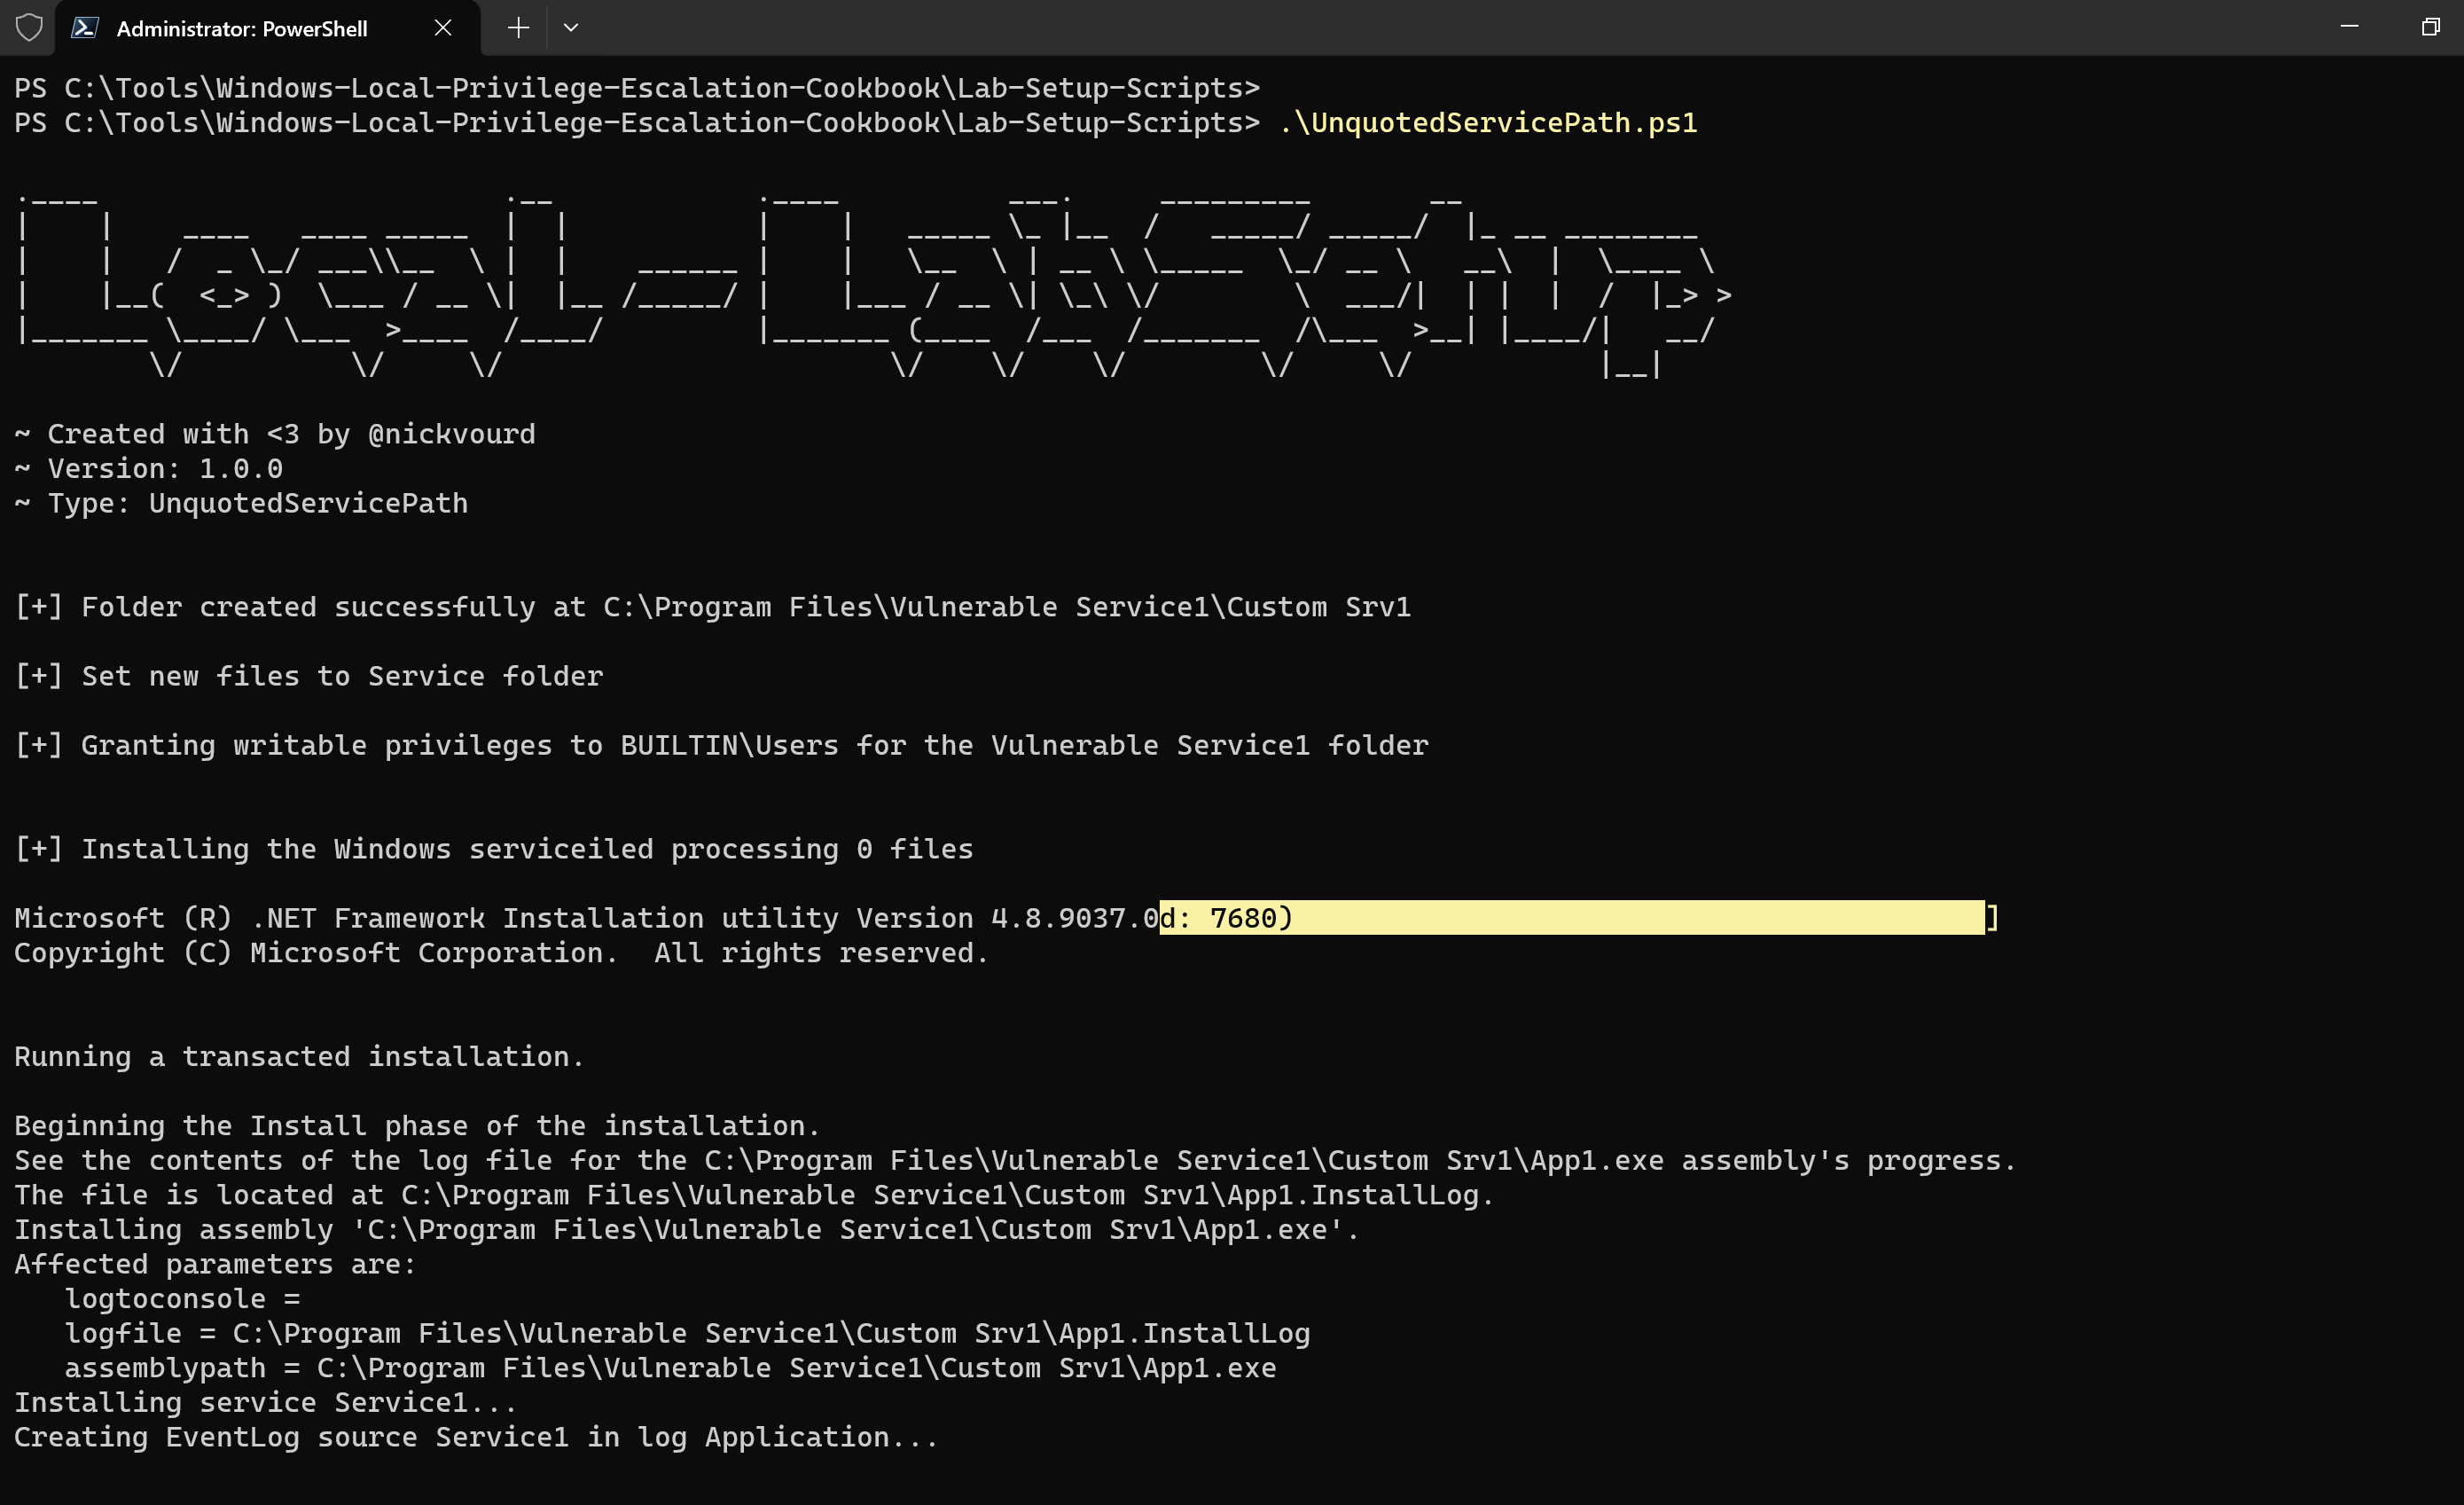 Administrator: PowerShell
PS C:\Tools\Windows-Local-Privilege-Escalation-Cookbook\Lab-Setup-Scripts>
PS C:\Tools\Windows-Local-Privilege-Escalation-Cookbook\Lab-Setup-Scripts> .\UnquotedServicePath.ps1
Local-LabSetup
~ Created with <3 by @nickvourd
~ Version: 1.0.0
~ Type: UnquotedServicePath
[+] Folder created successfully at C:\Program Files\Vulnerable Service1\Custom Srv1
[+] Set new files to Service folder
[+] Granting writable privileges to BUILTIN\Users for the Vulnerable Service1 folder
[+] Installing the Windows serviceiled processing 0 files
Microsoft (R) .NET Framework Installation utility Version 4.8.9037.0d: 7680) ]
Copyright (C) Microsoft Corporation.  All rights reserved.
Running a transacted installation.
Beginning the Install phase of the installation.
See the contents of the log file for the C:\Program Files\Vulnerable Service1\Custom Srv1\App1.exe assembly's progress.
The file is located at C:\Program Files\Vulnerable Service1\Custom Srv1\App1.InstallLog.
Installing assembly 'C:\Program Files\Vulnerable Service1\Custom Srv1\App1.exe'.
Affected parameters are:
   logtoconsole =
   logfile = C:\Program Files\Vulnerable Service1\Custom Srv1\App1.InstallLog
   assemblypath = C:\Program Files\Vulnerable Service1\Custom Srv1\App1.exe
Installing service Service1...
Creating EventLog source Service1 in log Application...